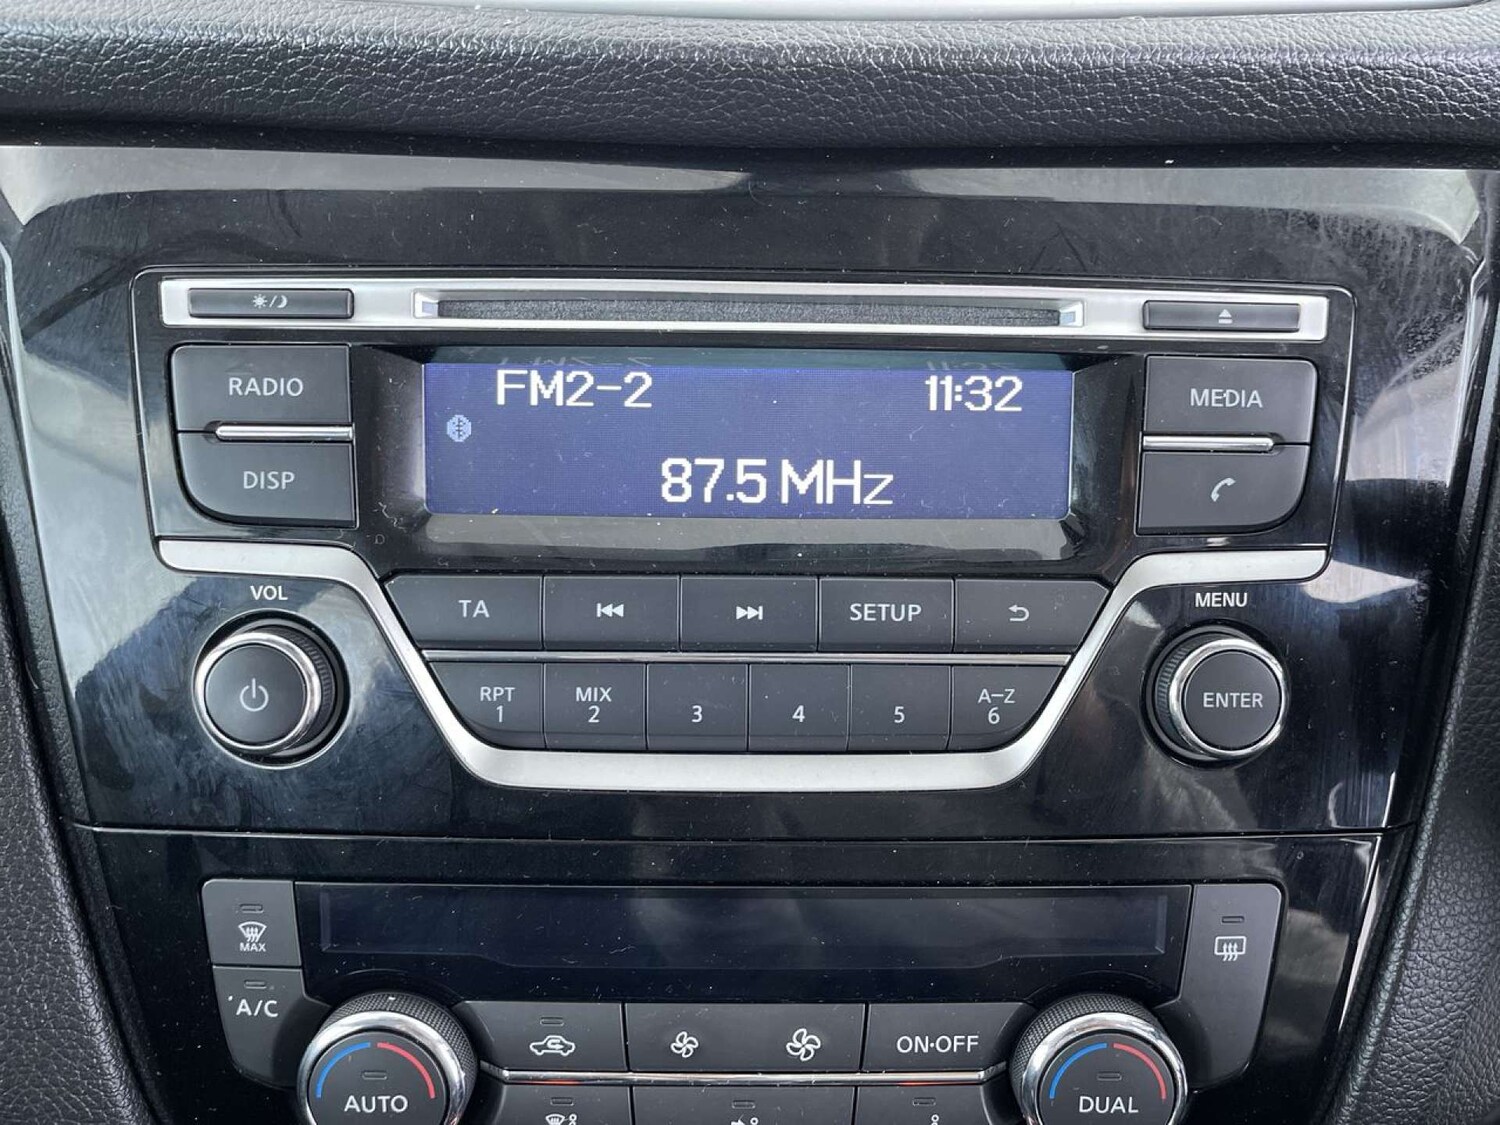 RADIO
DISP
FM2-2 11:32
87.5 MHz
MEDIA
VOL
MENU
TA
SETUP
RPT
1
MIX
2
3
4
5
A-Z
6
ENTER
MAX
A/C
ON·OFF
AUTO
DUAL